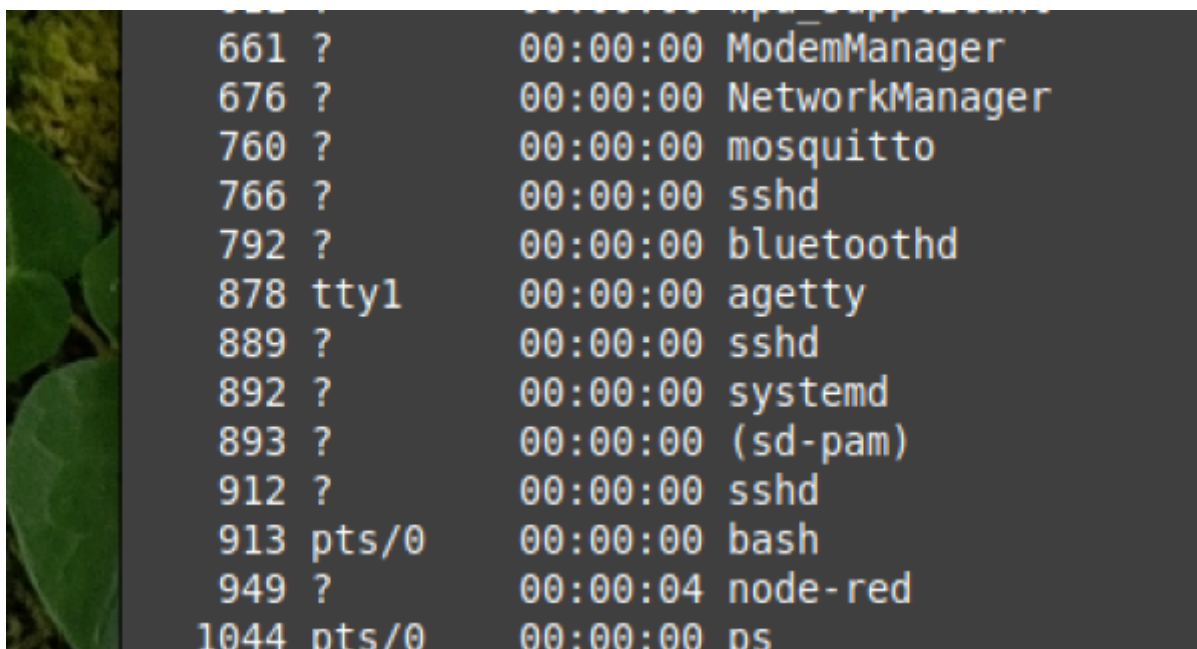 661 ? 00:00:00 ModemManager
676 ? 00:00:00 NetworkManager
760 ? 00:00:00 mosquitto
766 ? 00:00:00 sshd
792 ? 00:00:00 bluetoothd
878 tty1 00:00:00 agetty
889 ? 00:00:00 sshd
892 ? 00:00:00 systemd
893 ? 00:00:00 (sd-pam)
912 ? 00:00:00 sshd
913 pts/0 00:00:00 bash
949 ? 00:00:04 node-red
1044 pts/0 00:00:00 ps